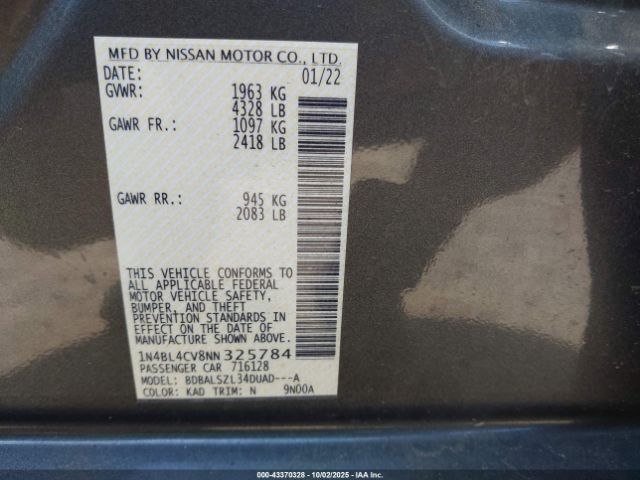 MFD BY NISSAN MOTOR CO., LTD.
DATE: 01/22
GVWR: 1963 KG
4328 LB
GAWR FR.: 1097 KG
2418 LB
GAWR RR.: 945 KG
2083 LB
THIS VEHICLE CONFORMS TO
ALL APPLICABLE FEDERAL
MOTOR VEHICLE SAFETY,
BUMPER, AND THEFT
PREVENTION STANDARDS IN
EFFECT ON THE DATE OF
MANUFACTURE SHOWN ABOVE.
1N4BL4CV8NN325784
PASSENGER CAR 716128
MODEL: BDBALSZL34DUAD---A
COLOR: KAD TRIM: N 9N00A
000-43370328 - 10/02/2025 - © IAA, Inc.